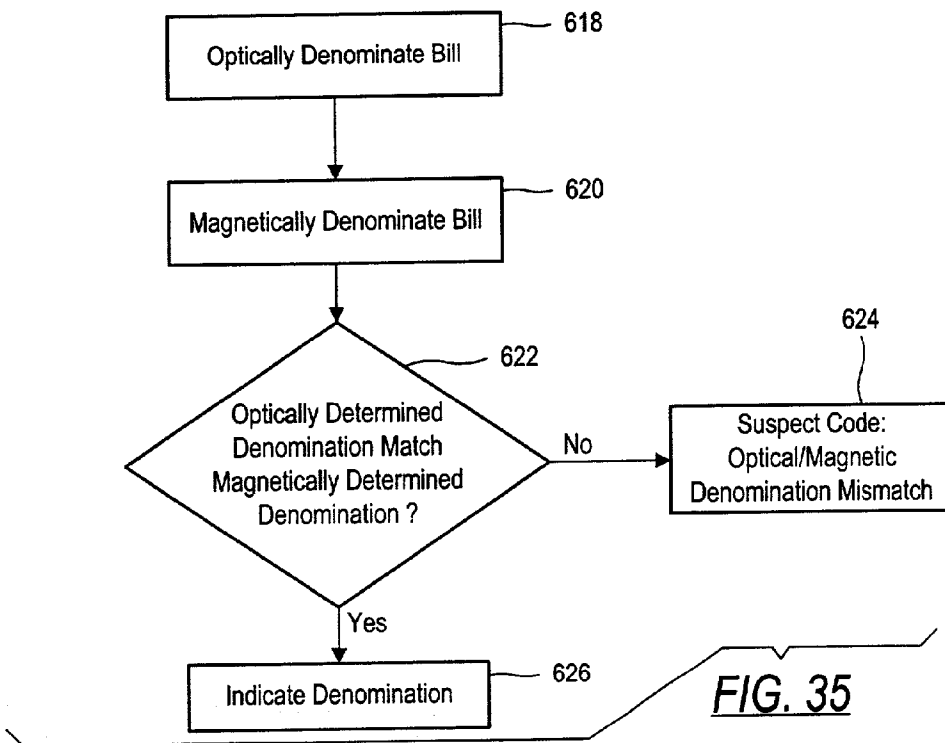 Optically Denominate Bill
618
Magnetically Denominate Bill
620
622
Optically Determined
Denomination Match
Magnetically Determined
Denomination ?
No
624
Suspect Code:
Optical/Magnetic
Denomination Mismatch
Yes
Indicate Denomination
626
FIG. 35